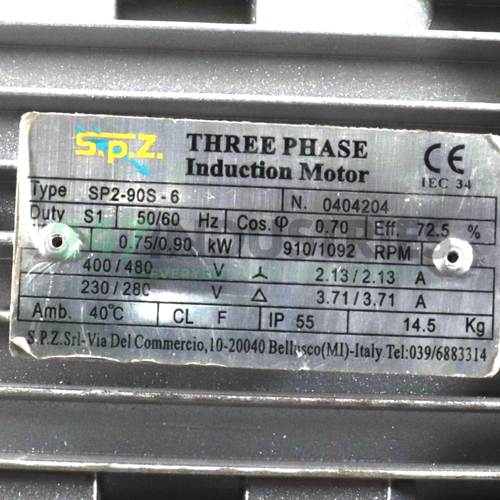 S.P.Z.
THREE PHASE
Induction Motor
CE
IEC 34
Type SP2-90S - 6 N. 0404204
Duty S1 50/60 Hz Cos. φ 0.70 Eff. 72.5 %
0.75/0.90 kW 910/1092 RPM
400/480 V 2.13/2.13 A
230/280 V △ 3.71/3.71 A
Amb. 40°C CL F IP 55 14.5 Kg
S.P.Z.Srl-Via Del Commercio,10-20040 Bellusco(MI)-Italy Tel:039/6883314